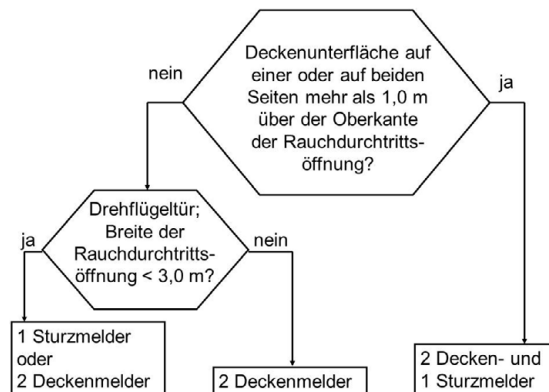 Deckenunterfläche auf
einer oder auf beiden
Seiten mehr als 1,0 m
über der Oberkante
der Rauchdurchtritts-
öffnung?
nein
ja
Drehflügeltür;
Breite der
Rauchdurchtritts-
öffnung < 3,0 m?
ja
nein
1 Sturzmelder
oder
2 Deckenmelder
2 Deckenmelder
2 Decken- und
1 Sturzmelder